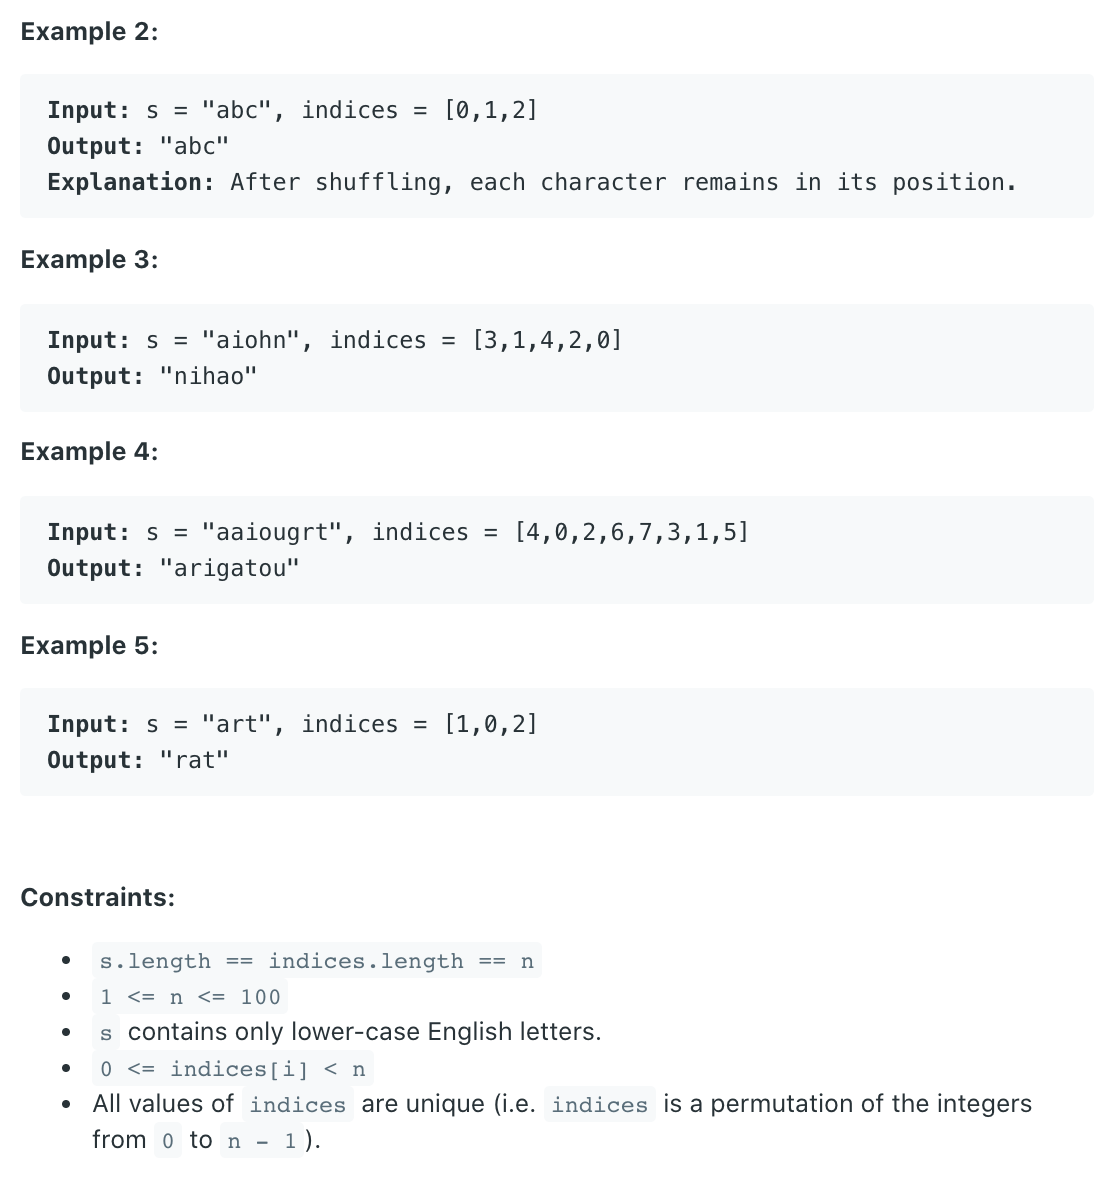 Example 2:
Input: s = "abc", indices = [0,1,2]
Output: "abc"
Explanation: After shuffling, each character remains in its position.
Example 3:
Input: s = "aiohn", indices = [3,1,4,2,0]
Output: "nihao"
Example 4:
Input: s = "aaiougrt", indices = [4,0,2,6,7,3,1,5]
Output: "arigatou"
Example 5:
Input: s = "art", indices = [1,0,2]
Output: "rat"
Constraints:
• s.length == indices.length == n
• 1 <= n <= 100
• s contains only lower-case English letters.
• 0 <= indices[i] < n
• All values of indices are unique (i.e. indices is a permutation of the integers
from 0 to n - 1).